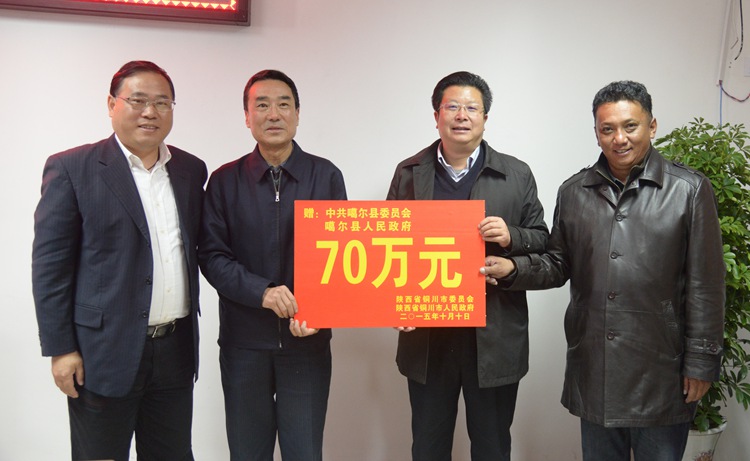 赠：中共噶尔县委员会
噶尔县人民政府
70万元
陕西省铜川市委员会
陕西省铜川市人民政府
二〇一五年十月十日